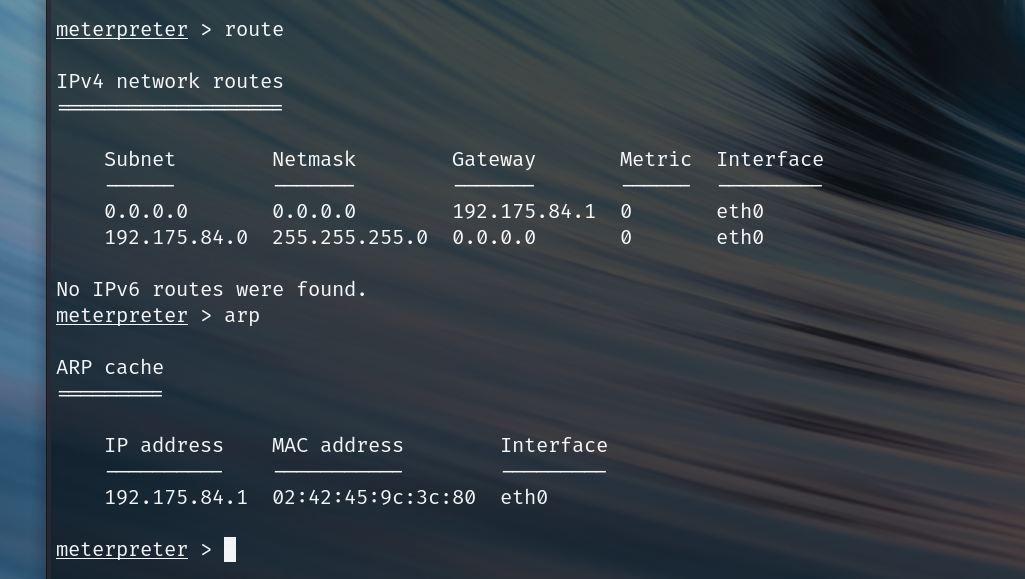 meterpreter > route
IPv4 network routes
===================
Subnet Netmask Gateway Metric Interface
------ ------- ------- ------ ---------
0.0.0.0 0.0.0.0 192.175.84.1 0 eth0
192.175.84.0 255.255.255.0 0.0.0.0 0 eth0
No IPv6 routes were found.
meterpreter > arp
ARP cache
=========
IP address MAC address Interface
---------- ----------- ---------
192.175.84.1 02:42:45:9c:3c:80 eth0
meterpreter >